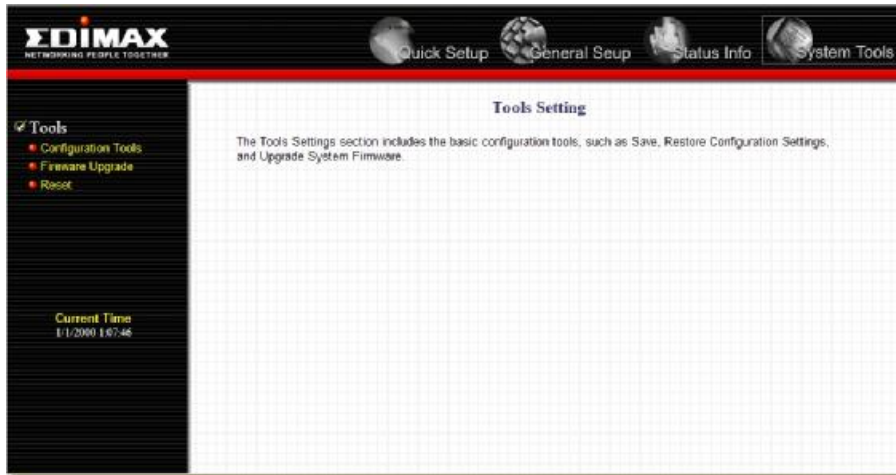 EDIMAX
NETWORKING PEOPLE TOGETHER
Quick Setup
General Seup
Status Info
System Tools
Tools
Configuration Tools
Fireware Upgrade
Reset
Current Time
1/1/2000 1:07:46
Tools Setting
The Tools Settings section includes the basic configuration tools, such as Save, Restore Configuration Settings,
and Upgrade System Firmware.